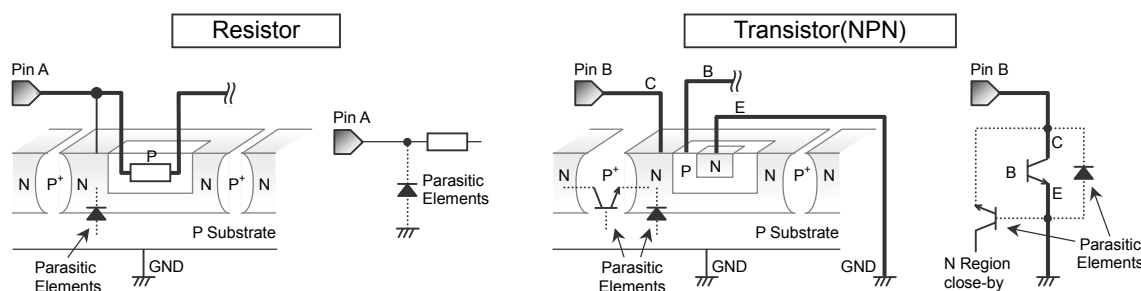 Resistor
Transistor(NPN)
Pin A
Pin A
N
P+
N
P
N
P+
N
Parasitic
Elements
P Substrate
Parasitic
Elements
GND
Pin B
C
B
E
N
P+
N
P
N
N
P+
N
P Substrate
Parasitic
Elements
GND
GND
Pin B
C
B
E
Parasitic
Elements
N Region
close-by